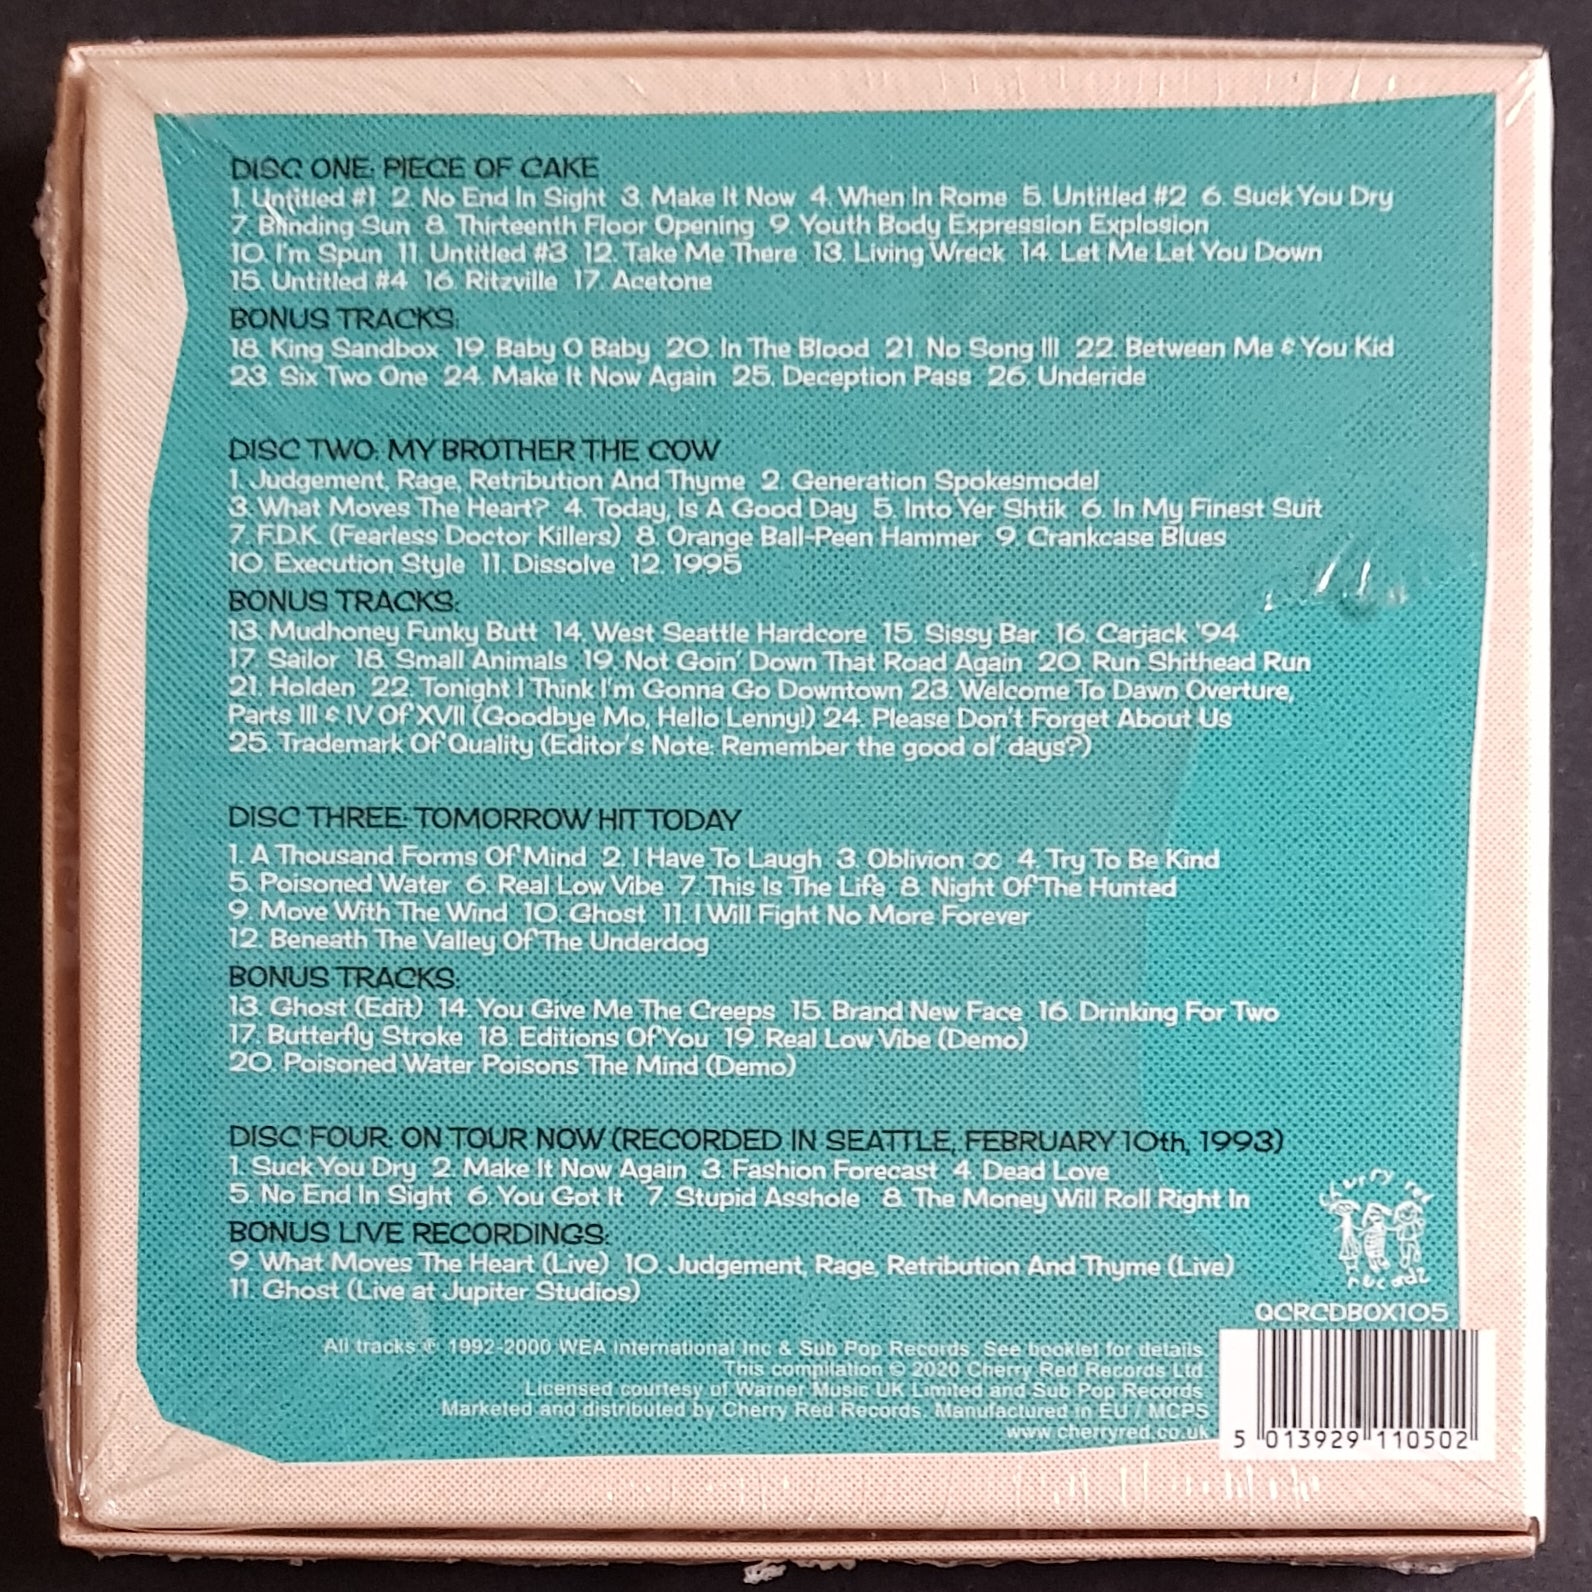 DISC ONE: PIECE OF CAKE
1. Untitled #1 2. No End In Sight 3. Make It Now 4. When In Rome 5. Untitled #2 6. Suck You Dry
7. Blinding Sun 8. Thirteenth Floor Opening 9 Youth Body Expression Explosion
10. I'm Spun 11. Untitled #3 12. Take Me There 13. Living Wreck 14. Let Me Let You Down
15. Untitled #4 16. Ritzville 17. Acetone
BONUS TRACKS:
18. King Sandbox 19. Baby O Baby 20. In The Blood 21. No Song III 22. Between Me & You Kid
23. Six Two One 24. Make It Now Again 25. Deception Pass 26. Underide
DISC TWO: MY BROTHER THE COW
1. Judgement, Rage, Retribution And Thyme 2. Generation Spokesmodel
3. What Moves The Heart? 4. Today, Is A Good Day 5. Into Yer Shtik 6. In My Finest Suit
7. F.D.K. (Fearless Doctor Killers) 8. Orange Ball-Peen Hammer 9. Crankcase Blues
10. Execution Style 11. Dissolve 12. 1995
BONUS TRACKS:
13. Mudhoney Funky Butt 14. West Seattle Hardcore 15. Sissy Bar 16. Carjack '94
17. Sailor 18. Small Animals 19. Not Goin' Down That Road Again 20. Run Shithead Run
21. Holden 22. Tonight I Think I'm Gonna Go Downtown 23. Welcome To Dawn Overture,
Parts III & IV Of XVII (Goodbye Mo, Hello Lenny!) 24. Please Don't Forget About Us
25. Trademark Of Quality (Editor's Note: Remember the good ol' days?)
DISC THREE: TOMORROW HIT TODAY
1. A Thousand Forms Of Mind 2. I Have To Laugh 3. Oblivion ∞ 4. Try To Be Kind
5. Poisoned Water 6. Real Low Vibe 7. This Is The Life 8. Night Of The Hunted
9. Move With The Wind 10. Ghost 11. I Will Fight No More Forever
12. Beneath The Valley Of The Underdog
BONUS TRACKS:
13. Ghost (Edit) 14. You Give Me The Creeps 15. Brand New Face 16. Drinking For Two
17. Butterfly Stroke 18. Editions Of You 19. Real Low Vibe (Demo)
20. Poisoned Water Poisons The Mind (Demo)
DISC FOUR: ON TOUR NOW (RECORDED IN SEATTLE, FEBRUARY 10th, 1993)
1. Suck You Dry 2. Make It Now Again 3. Fashion Forecast 4. Dead Love
5. No End In Sight 6. You Got It 7. Stupid Asshole 8. The Money Will Roll Right In
BONUS LIVE RECORDINGS:
9. What Moves The Heart (Live) 10. Judgement, Rage, Retribution And Thyme (Live)
11. Ghost (Live at Jupiter Studios)
cherry red
records
QCRCDBOX105
All tracks ℗ 1992-2000 WEA International Inc & Sub Pop Records. See booklet for details.
This compilation © 2020 Cherry Red Records Ltd.
Licensed courtesy of Warner Music UK Limited and Sub Pop Records.
Marketed and distributed by Cherry Red Records. Manufactured in EU / MCPS
www.cherryred.co.uk
5 013929 110502